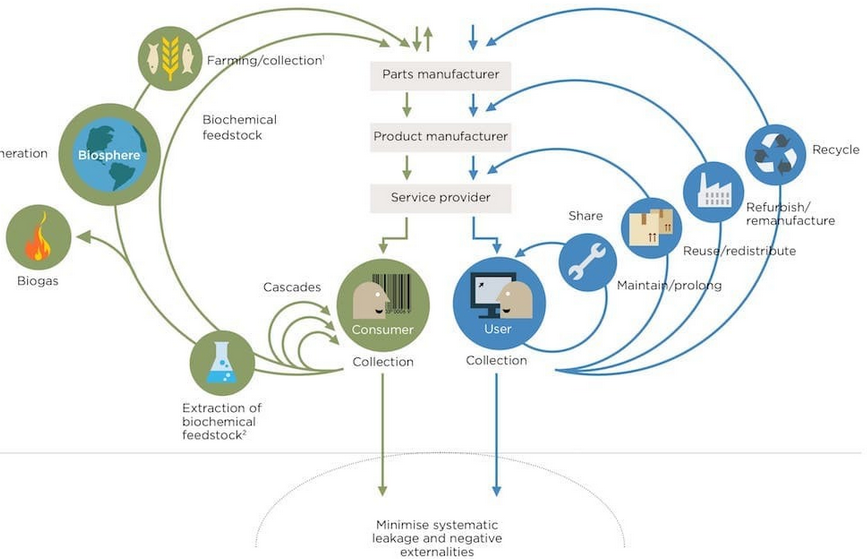 Farming/collection¹
Parts manufacturer
Biochemical
feedstock
Product manufacturer
neration
Biosphere
Recycle
Service provider
Share
Refurbish/
remanufacture
Reuse/redistribute
Biogas
Cascades
Maintain/prolong
Consumer
User
Collection
Collection
Extraction of
biochemical
feedstock²
Minimise systematic
leakage and negative
externalities